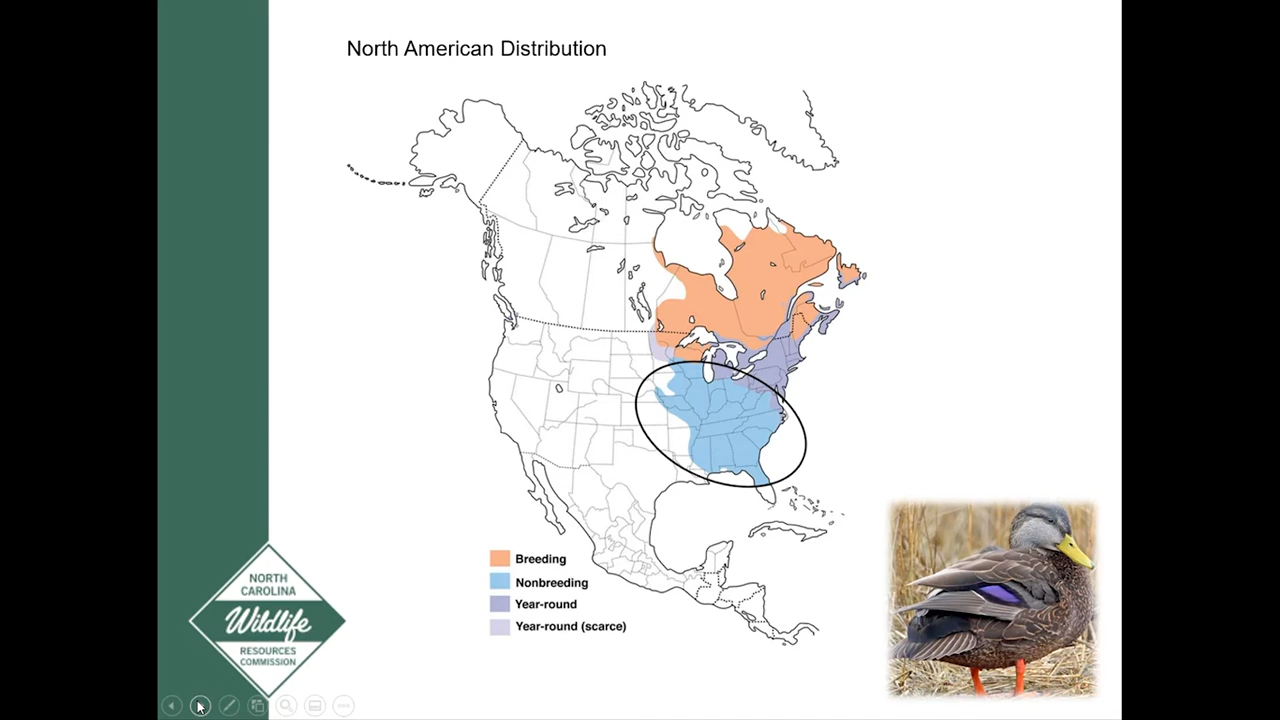 North American Distribution
Breeding
Nonbreeding
Year-round
Year-round (scarce)
NORTH
CAROLINA
Wildlife
RESOURCES
COMMISSION